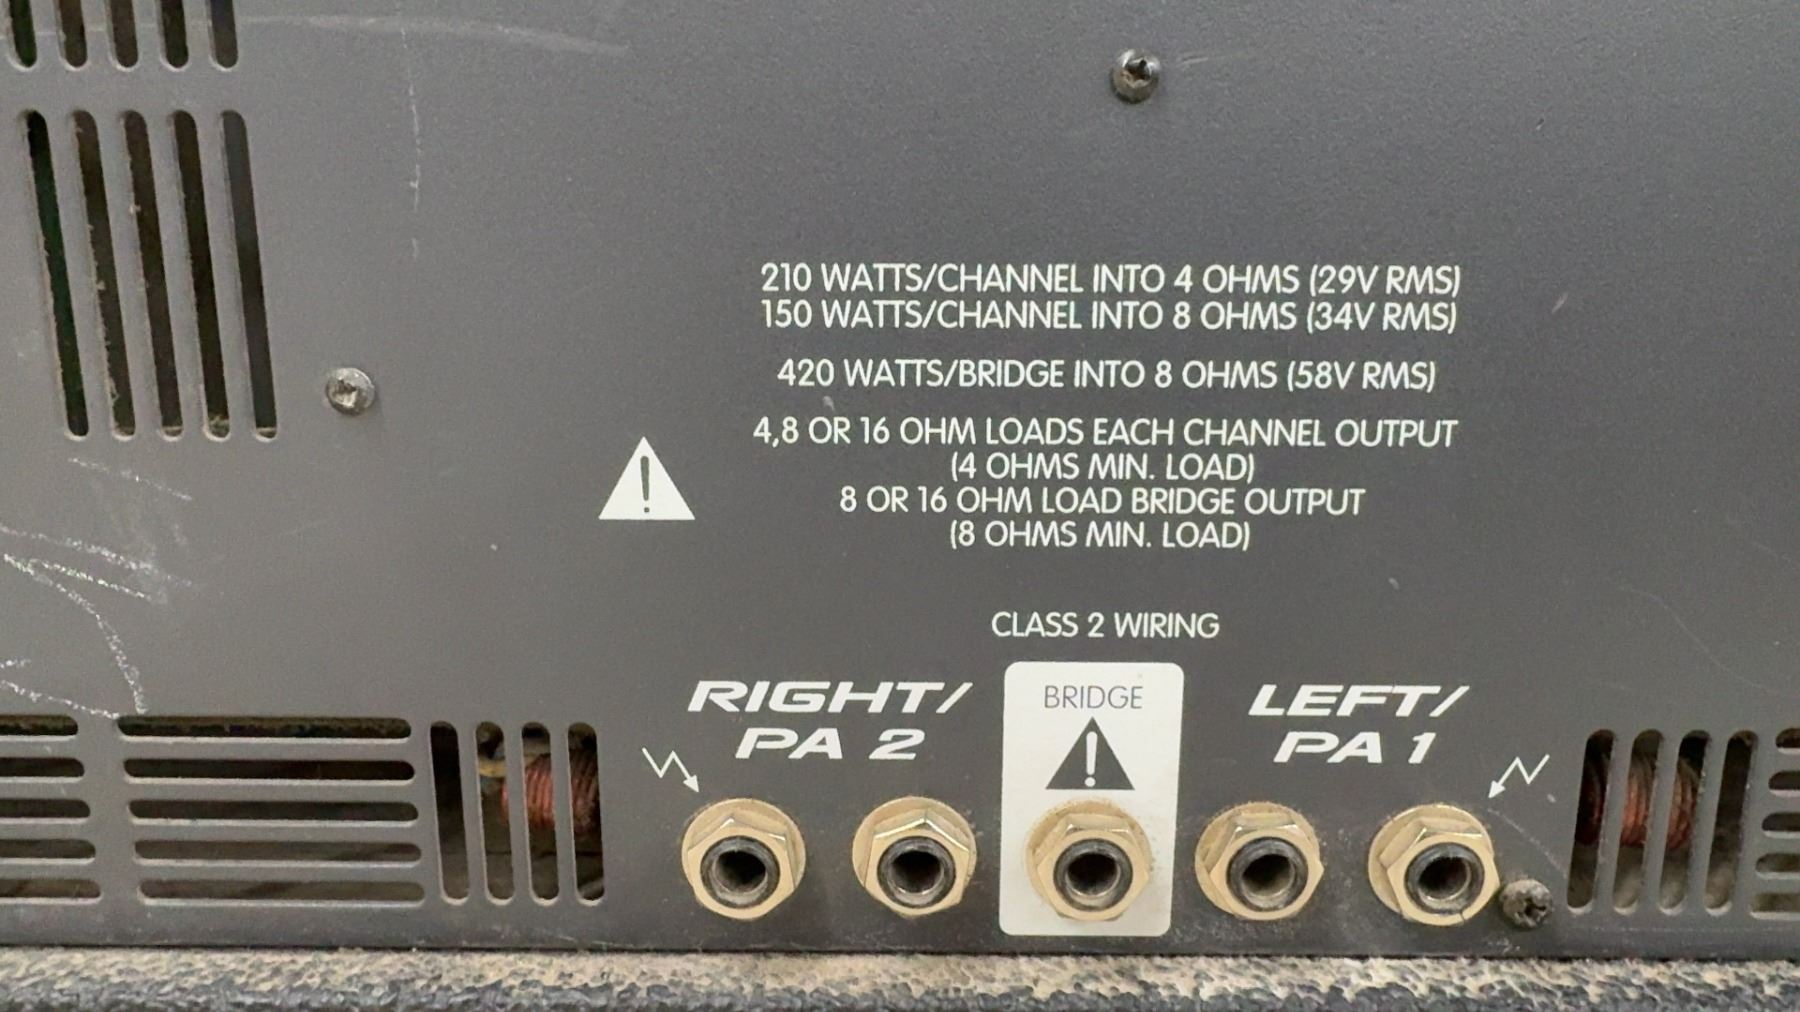 210 WATTS/CHANNEL INTO 4 OHMS (29V RMS)
150 WATTS/CHANNEL INTO 8 OHMS (34V RMS)
420 WATTS/BRIDGE INTO 8 OHMS (58V RMS)
4,8 OR 16 OHM LOADS EACH CHANNEL OUTPUT
(4 OHMS MIN. LOAD)
8 OR 16 OHM LOAD BRIDGE OUTPUT
(8 OHMS MIN. LOAD)
CLASS 2 WIRING
RIGHT/
PA 2
BRIDGE
LEFT/
PA 1